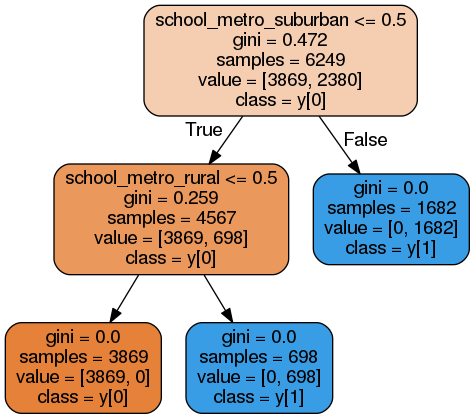 school_metro_suburban <= 0.5
gini = 0.472
samples = 6249
value = [3869, 2380]
class = y[0]
True
False
school_metro_rural <= 0.5
gini = 0.259
samples = 4567
value = [3869, 698]
class = y[0]
gini = 0.0
samples = 1682
value = [0, 1682]
class = y[1]
gini = 0.0
samples = 3869
value = [3869, 0]
class = y[0]
gini = 0.0
samples = 698
value = [0, 698]
class = y[1]